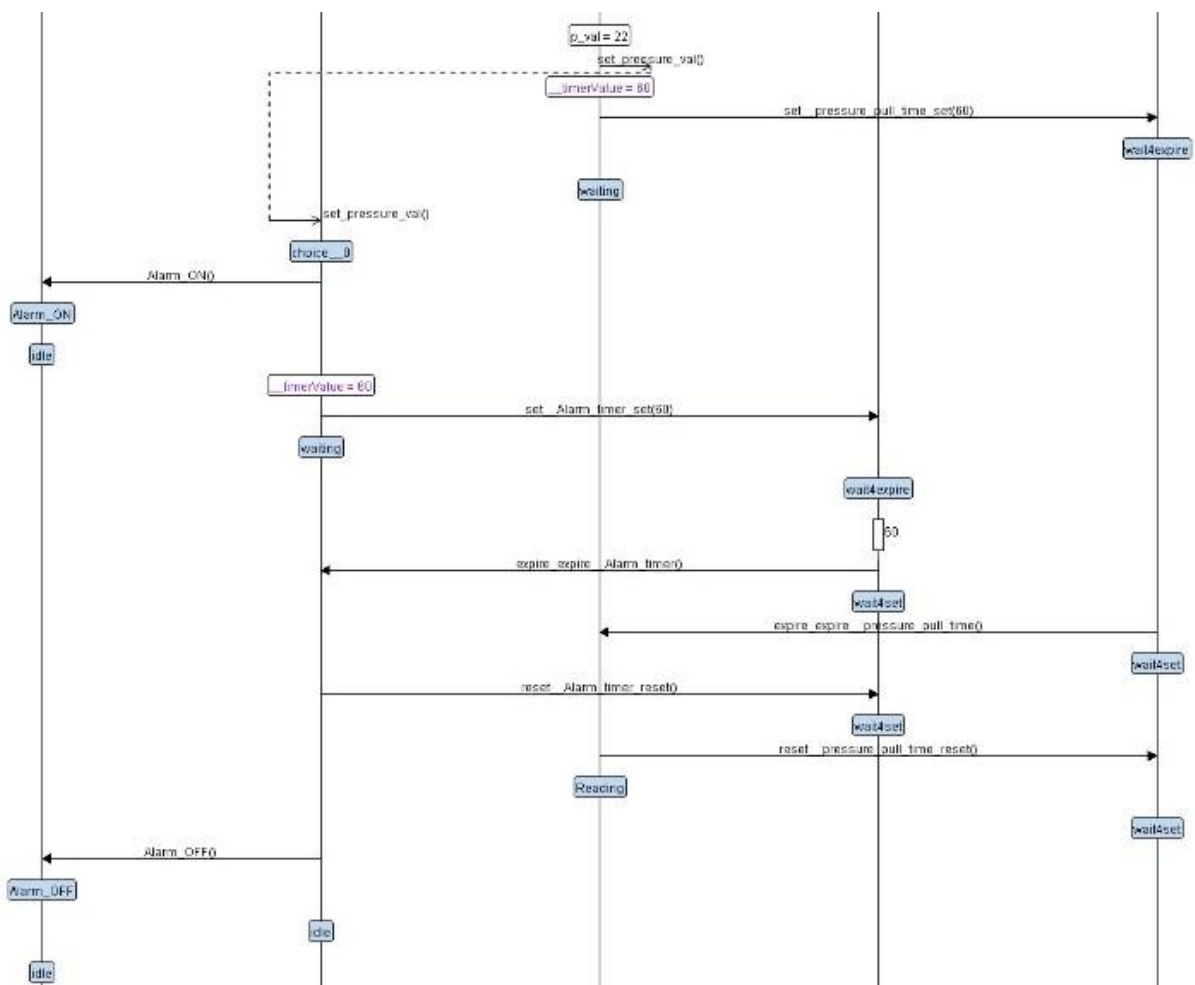 p_val = 22
set_pressure_val()
__timerValue = 60
set__pressure_pull_time_set(60)
wait4expire
waiting
set_pressure_val()
choice__0
Alarm_ON()
Alarm_ON
idle
__timerValue = 60
set__Alarm_timer_set(60)
waiting
wait4expire
60
expire_expire__Alarm_timer()
wait4set
expire_expire__pressure_pull_time()
wait4set
reset__Alarm_timer_reset()
wait4set
reset__pressure_pull_time_reset()
Reading
wait4set
Alarm_OFF()
Alarm_OFF
idle
idle